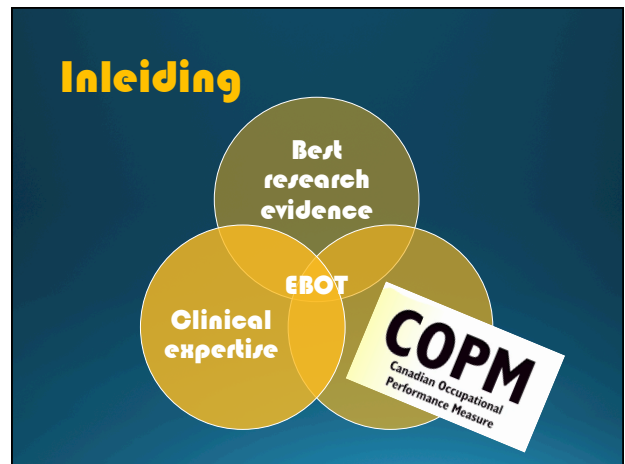 Inleiding
Best
research
evidence
EBOT
Clinical
expertise
COPM
Canadian Occupational
Performance Measure